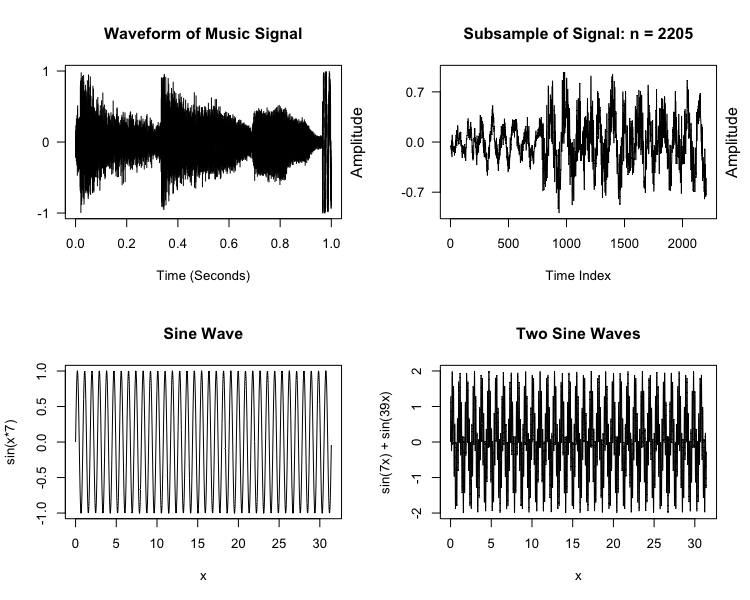 Waveform of Music Signal
1
0
-1
0.0 0.2 0.4 0.6 0.8 1.0
Time (Seconds)
Amplitude
Subsample of Signal: n = 2205
0.7
0.0
-0.7
0 500 1000 1500 2000
Time Index
Amplitude
Sine Wave
sin(x*7)
1.0
0.5
0.0
-0.5
-1.0
0 5 10 15 20 25 30
x
Two Sine Waves
sin(7x) + sin(39x)
2
1
0
-1
-2
0 5 10 15 20 25 30
x